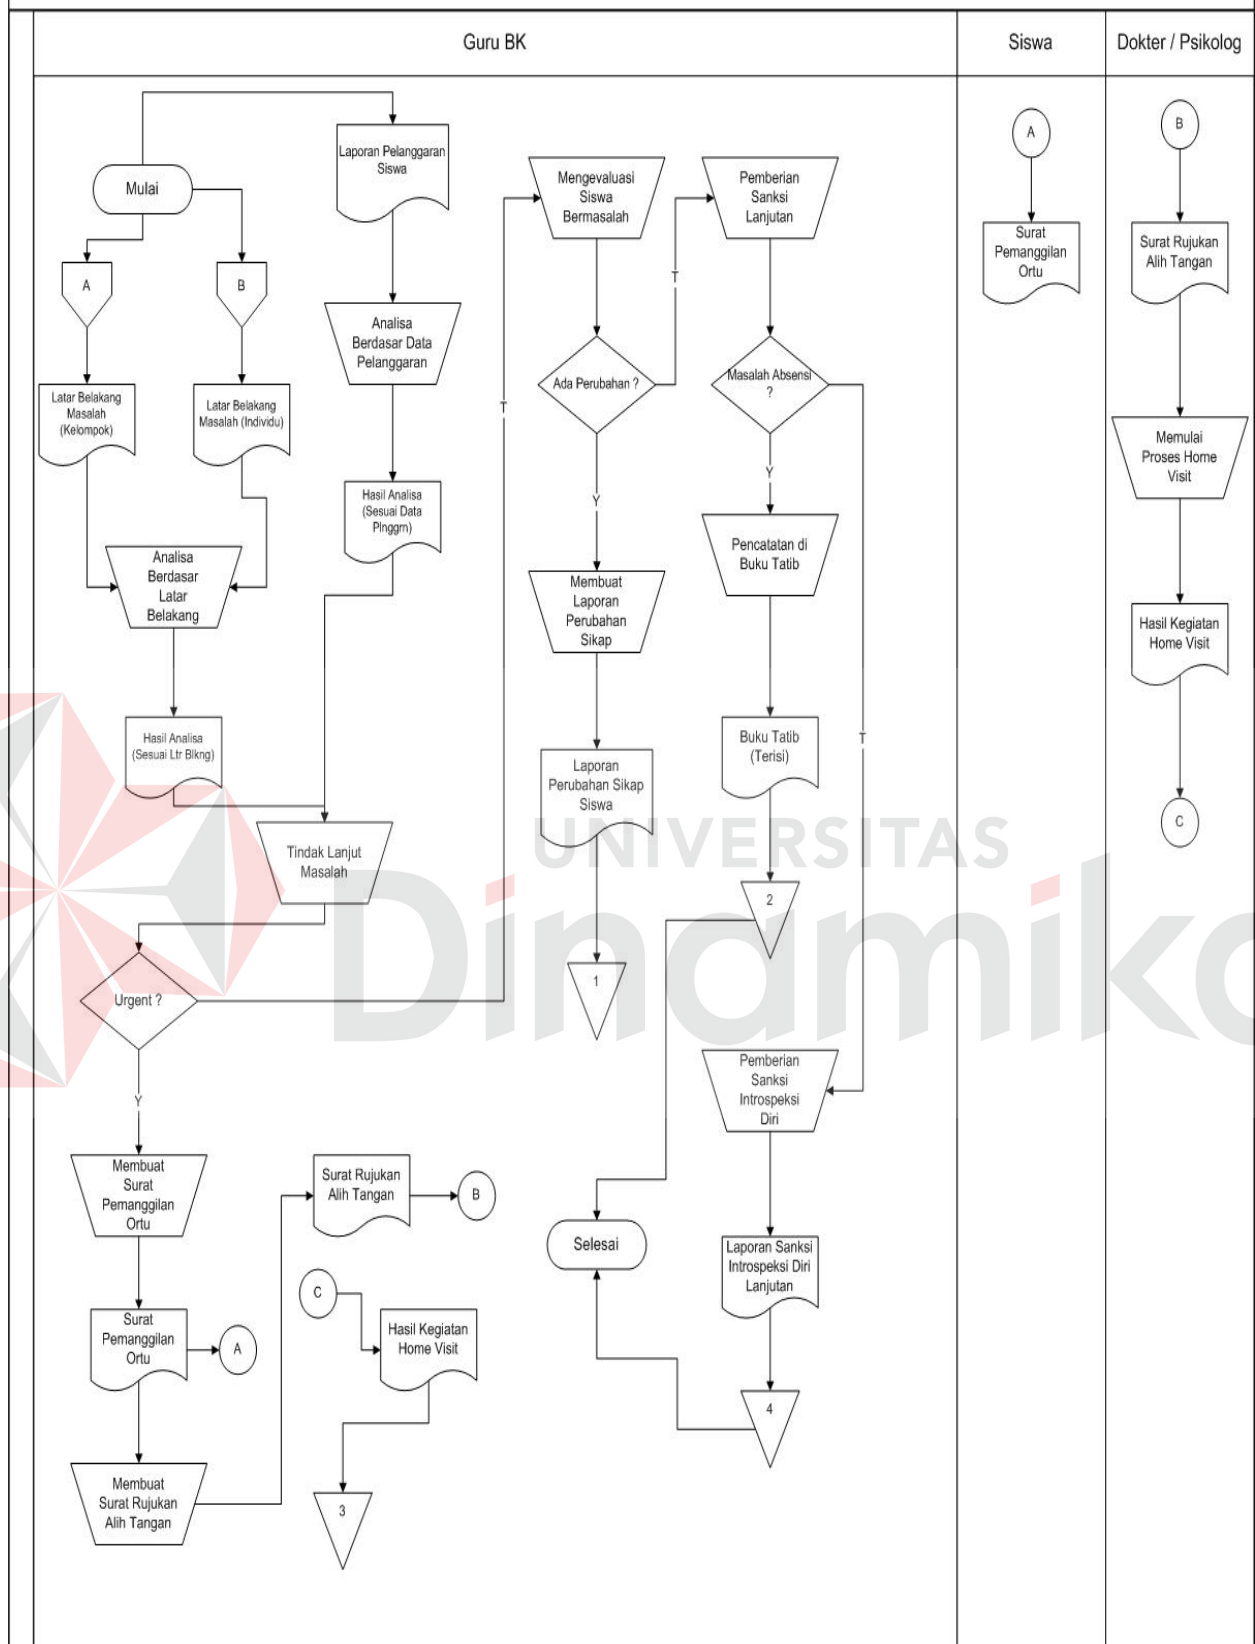 Guru BK
Siswa
Dokter / Psikolog
Mulai
A
B
Latar Belakang
Masalah
(Kelompok)
Latar Belakang
Masalah (Individu)
Analisa
Berdasar
Latar
Belakang
Hasil Analisa
(Sesuai Ltr Blkng)
Laporan Pelanggaran
Siswa
Analisa
Berdasar Data
Pelanggaran
Hasil Analisa
(Sesuai Data
Plnggrn)
Tindak Lanjut
Masalah
Urgent ?
T
Y
Membuat
Surat
Pemanggilan
Ortu
Surat
Pemanggilan
Ortu
A
Membuat
Surat Rujukan
Alih Tangan
Surat Rujukan
Alih Tangan
B
C
Hasil Kegiatan
Home Visit
3
Mengevaluasi
Siswa
Bermasalah
Ada Perubahan ?
T
Y
Membuat
Laporan
Perubahan
Sikap
Laporan
Perubahan Sikap
Siswa
1
Pemberian
Sanksi
Lanjutan
Masalah Absensi
?
T
Y
Pencatatan di
Buku Tatib
Buku Tatib
(Terisi)
2
Pemberian
Sanksi
Introspeksi
Diri
Laporan Sanksi
Introspeksi Diri
Lanjutan
4
Selesai
A
Surat
Pemanggilan
Ortu
B
Surat Rujukan
Alih Tangan
Memulai
Proses Home
Visit
Hasil Kegiatan
Home Visit
C
UNIVERSITAS
Dinamika